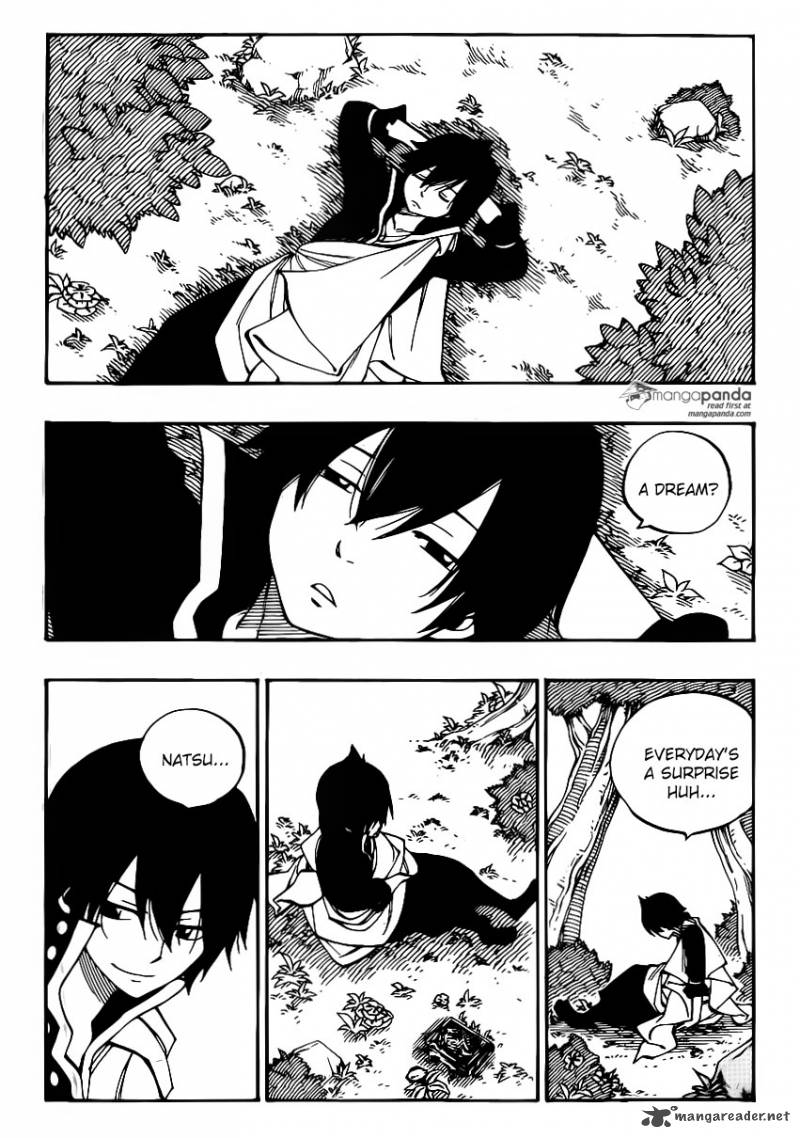 mangapanda
read first at
mangapanda.com
A DREAM?
NATSU...
EVERYDAY'S
A SURPRISE
HUH...
mangareader.net